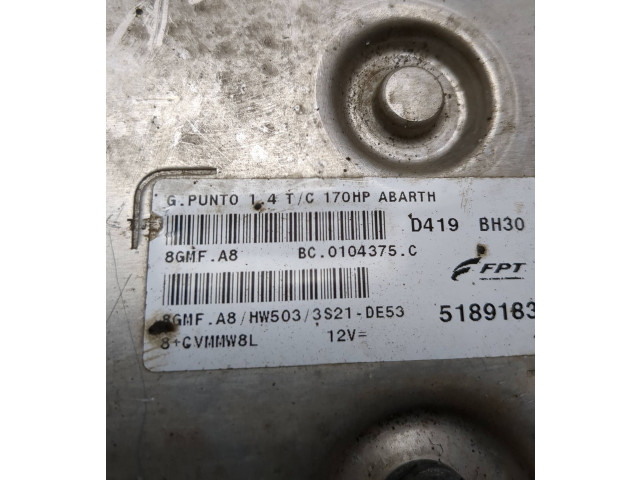 G.PUNTO 1.4 T/C 170HP ABARTH
D419 BH30
8GMF.A8 BC.0104375.C
FPT
8GMF.A8/HW503/3S21-DE53
5189183
8+CVMMW8L 12V=